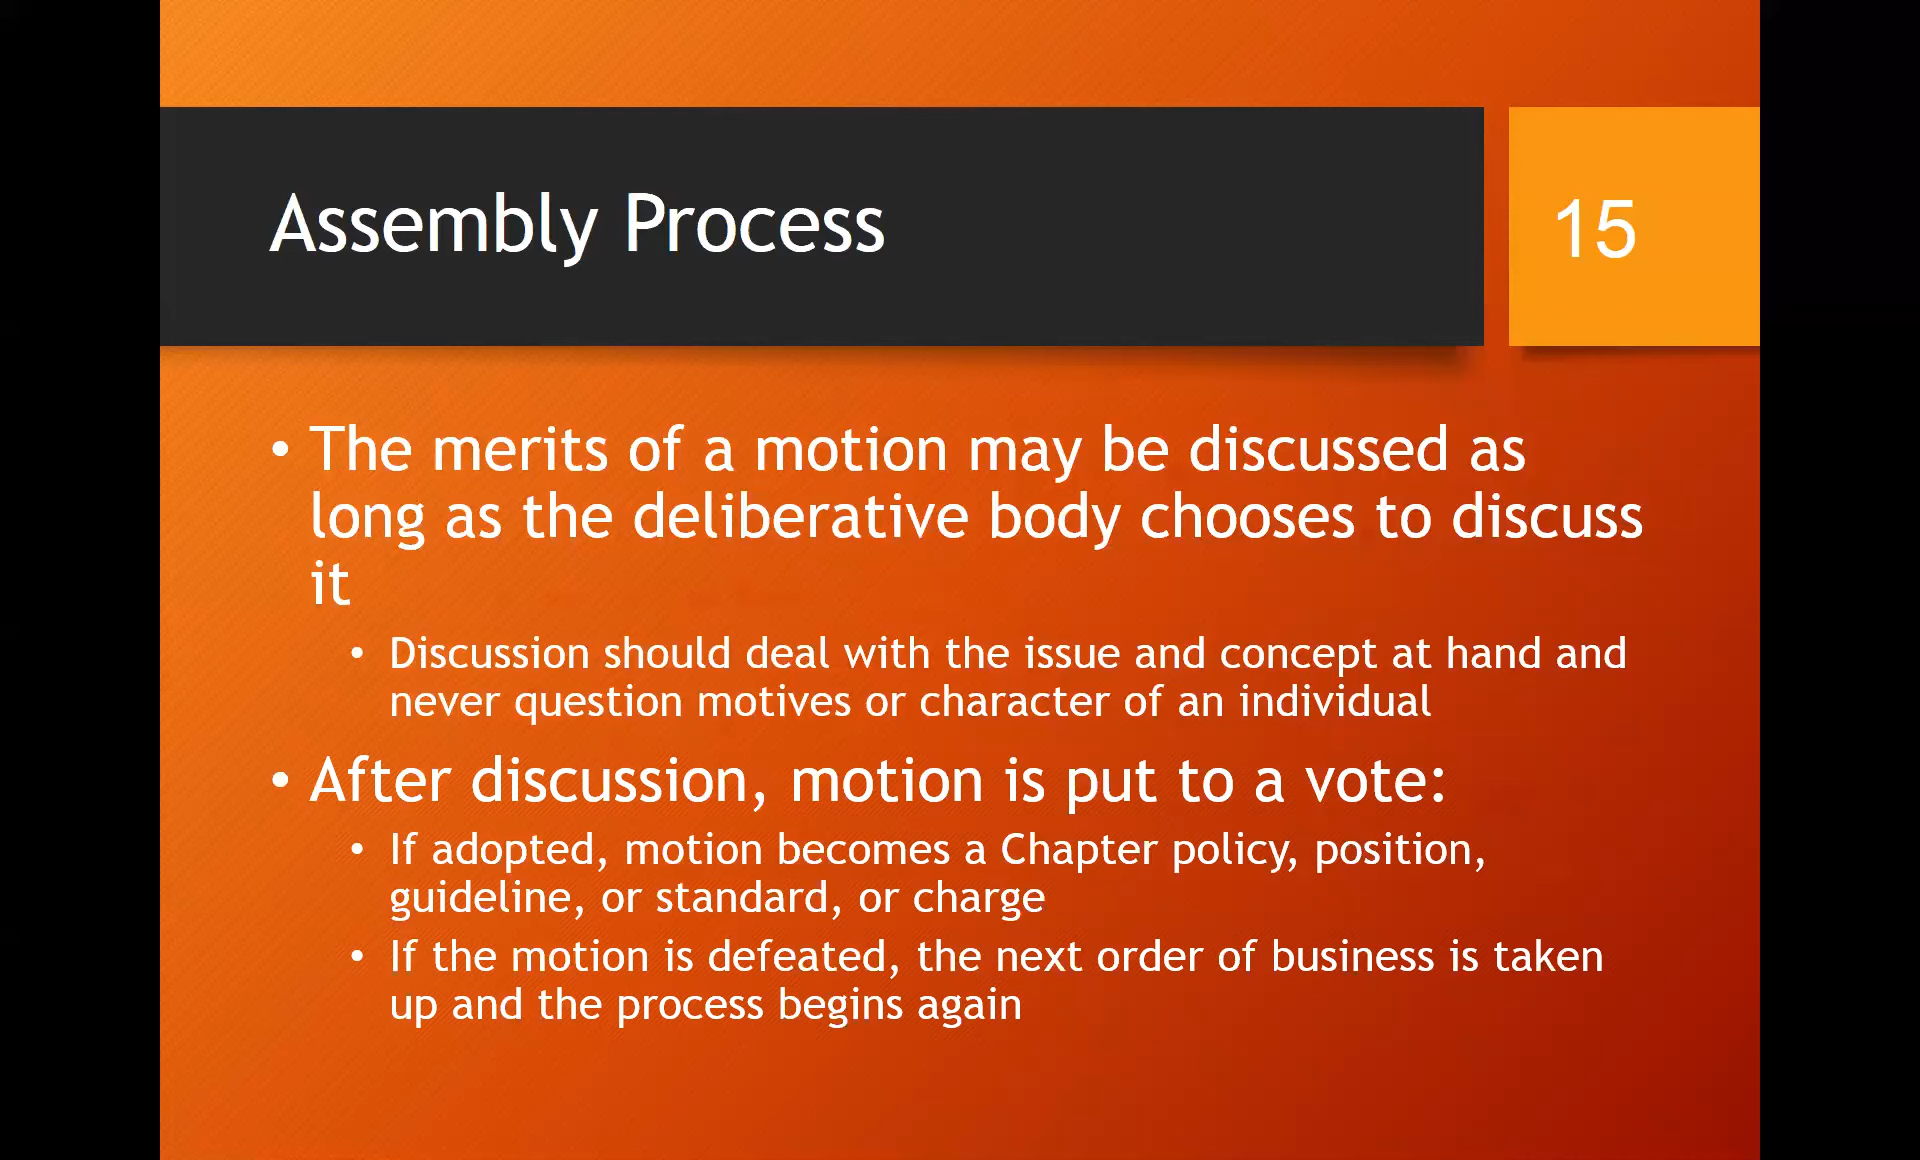 Assembly Process
15
• The merits of a motion may be discussed as
long as the deliberative body chooses to discuss
it
• Discussion should deal with the issue and concept at hand and
never question motives or character of an individual
• After discussion, motion is put to a vote:
• If adopted, motion becomes a Chapter policy, position,
guideline, or standard, or charge
• If the motion is defeated, the next order of business is taken
up and the process begins again